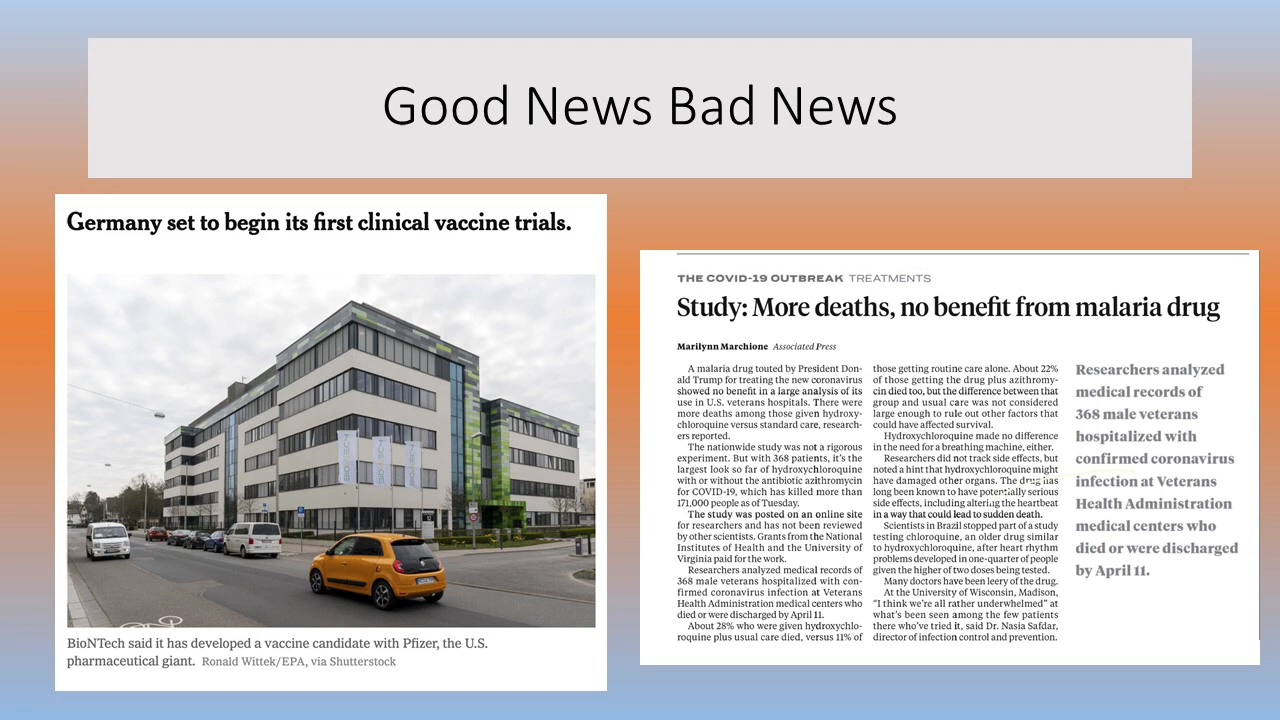 Good News Bad News
Germany set to begin its first clinical vaccine trials.
BioNTech said it has developed a vaccine candidate with Pfizer, the U.S.
pharmaceutical giant. Ronald Wittek/EPA, via Shutterstock
THE COVID-19 OUTBREAK TREATMENTS
Study: More deaths, no benefit from malaria drug
Marilynn Marchione Associated Press
A malaria drug touted by President Don-
ald Trump for treating the new coronavirus
showed no benefit in a large analysis of its
use in U.S. veterans hospitals. There were
more deaths among those given hydroxy-
chloroquine versus standard care, research-
ers reported.
The nationwide study was not a rigorous
experiment. But with 368 patients, it's the
largest look so far of hydroxychloroquine
with or without the antibiotic azithromycin
for COVID-19, which has killed more than
171,000 people as of Tuesday.
The study was posted on an online site
for researchers and has not been reviewed
by other scientists. Grants from the National
Institutes of Health and the University of
Virginia paid for the work.
Researchers analyzed medical records of
368 male veterans hospitalized with con-
firmed coronavirus infection at Veterans
Health Administration medical centers who
died or were discharged by April 11.
About 28% who were given hydroxychlo-
roquine plus usual care died, versus 11% of
those getting routine care alone. About 22%
of those getting the drug plus azithromy-
cin died too, but the difference between that
group and usual care was not considered
large enough to rule out other factors that
could have affected survival.
Hydroxychloroquine made no difference
in the need for a breathing machine, either.
Researchers did not track side effects, but
noted a hint that hydroxychloroquine might
have damaged other organs. The drug has
long been known to have potentially serious
side effects, including altering the heartbeat
in a way that could lead to sudden death.
Scientists in Brazil stopped part of a study
testing chloroquine, an older drug similar
to hydroxychloroquine, after heart rhythm
problems developed in one-quarter of people
given the higher of two doses being tested.
Many doctors have been leery of the drug.
At the University of Wisconsin, Madison,
“I think we're all rather underwhelmed” at
what's been seen among the few patients
there who've tried it, said Dr. Nasia Safdar,
director of infection control and prevention.
Researchers analyzed
medical records of
368 male veterans
hospitalized with
confirmed coronavirus
infection at Veterans
Health Administration
medical centers who
died or were discharged
by April 11.